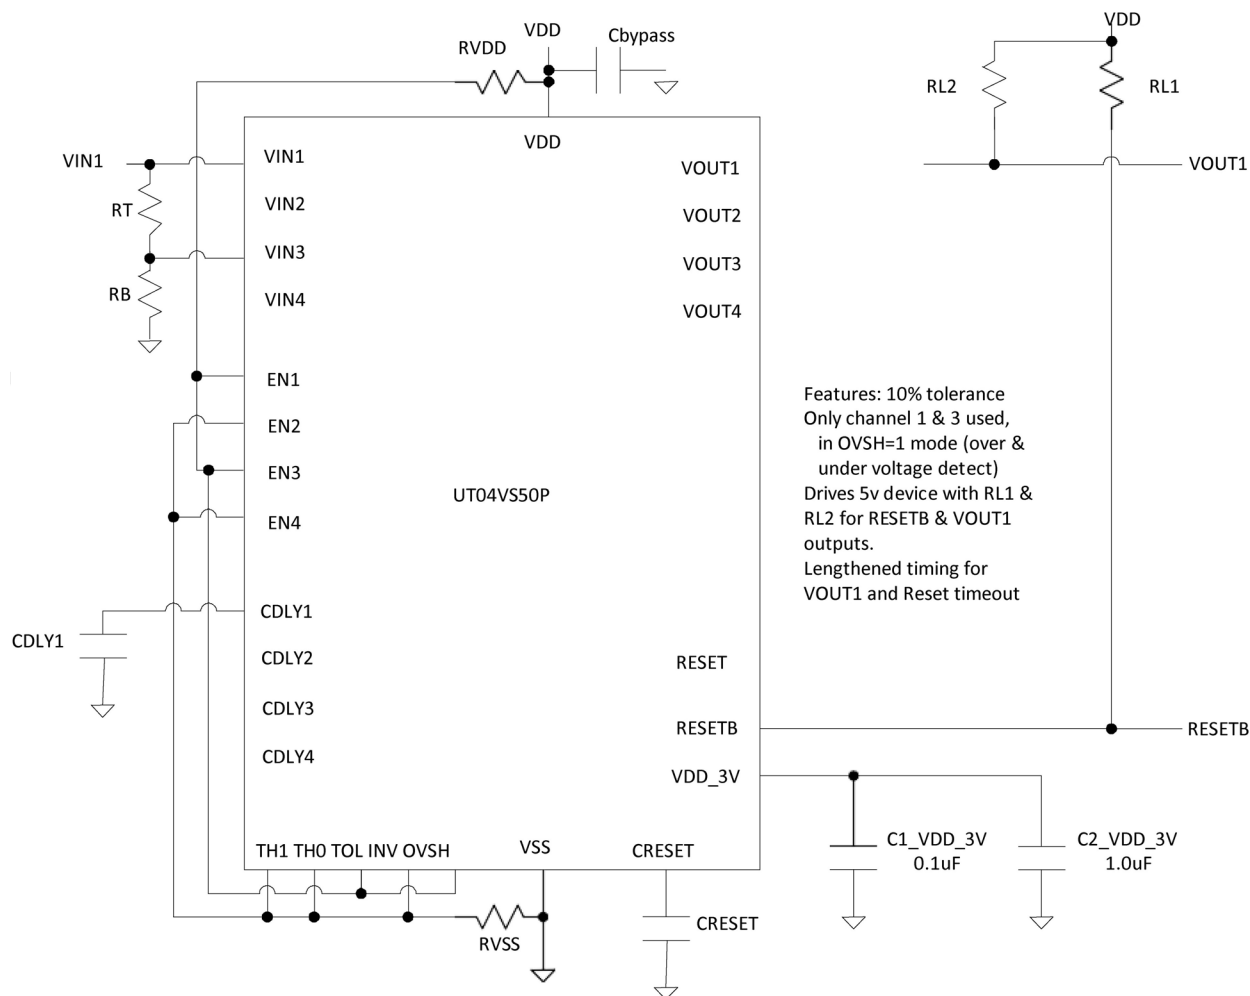 VDD
VDD
Cbypass
RVDD
RL2
RL1
VDD
VIN1
VIN1
VOUT1
VOUT1
RT
VIN2
VOUT2
VIN3
VOUT3
RB
VIN4
VOUT4
EN1
EN2
EN3
EN4
UT04VS50P
Features: 10% tolerance
Only channel 1 & 3 used,
in OVSH=1 mode (over &
under voltage detect)
Drives 5v device with RL1 &
RL2 for RESETB & VOUT1
outputs.
Lengthened timing for
VOUT1 and Reset timeout
CDLY1
CDLY1
CDLY2
CDLY3
CDLY4
RESET
RESETB
RESETB
VDD_3V
TH1 TH0 TOL INV OVSH
VSS
CRESET
C1_VDD_3V
0.1uF
C2_VDD_3V
1.0uF
RVSS
CRESET